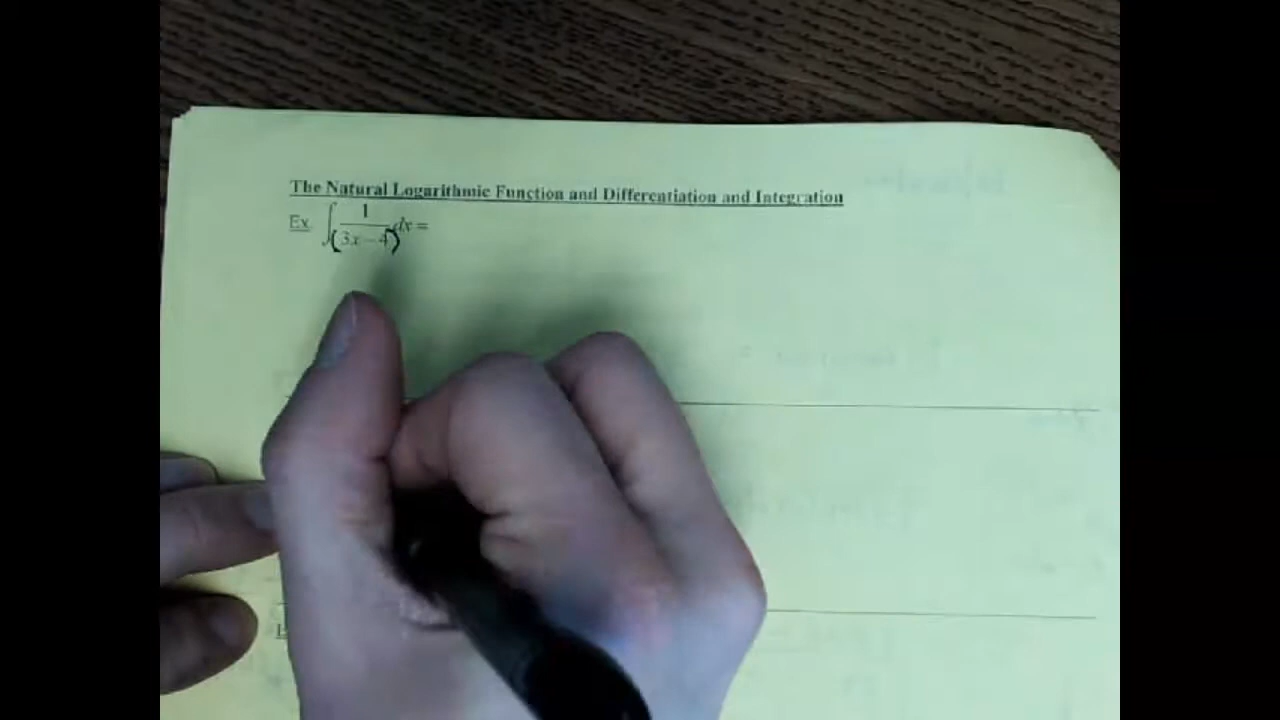 The Natural Logarithmic Function and Differentiation and Integration
Ex ∫ 1/(3x − 4) dx =